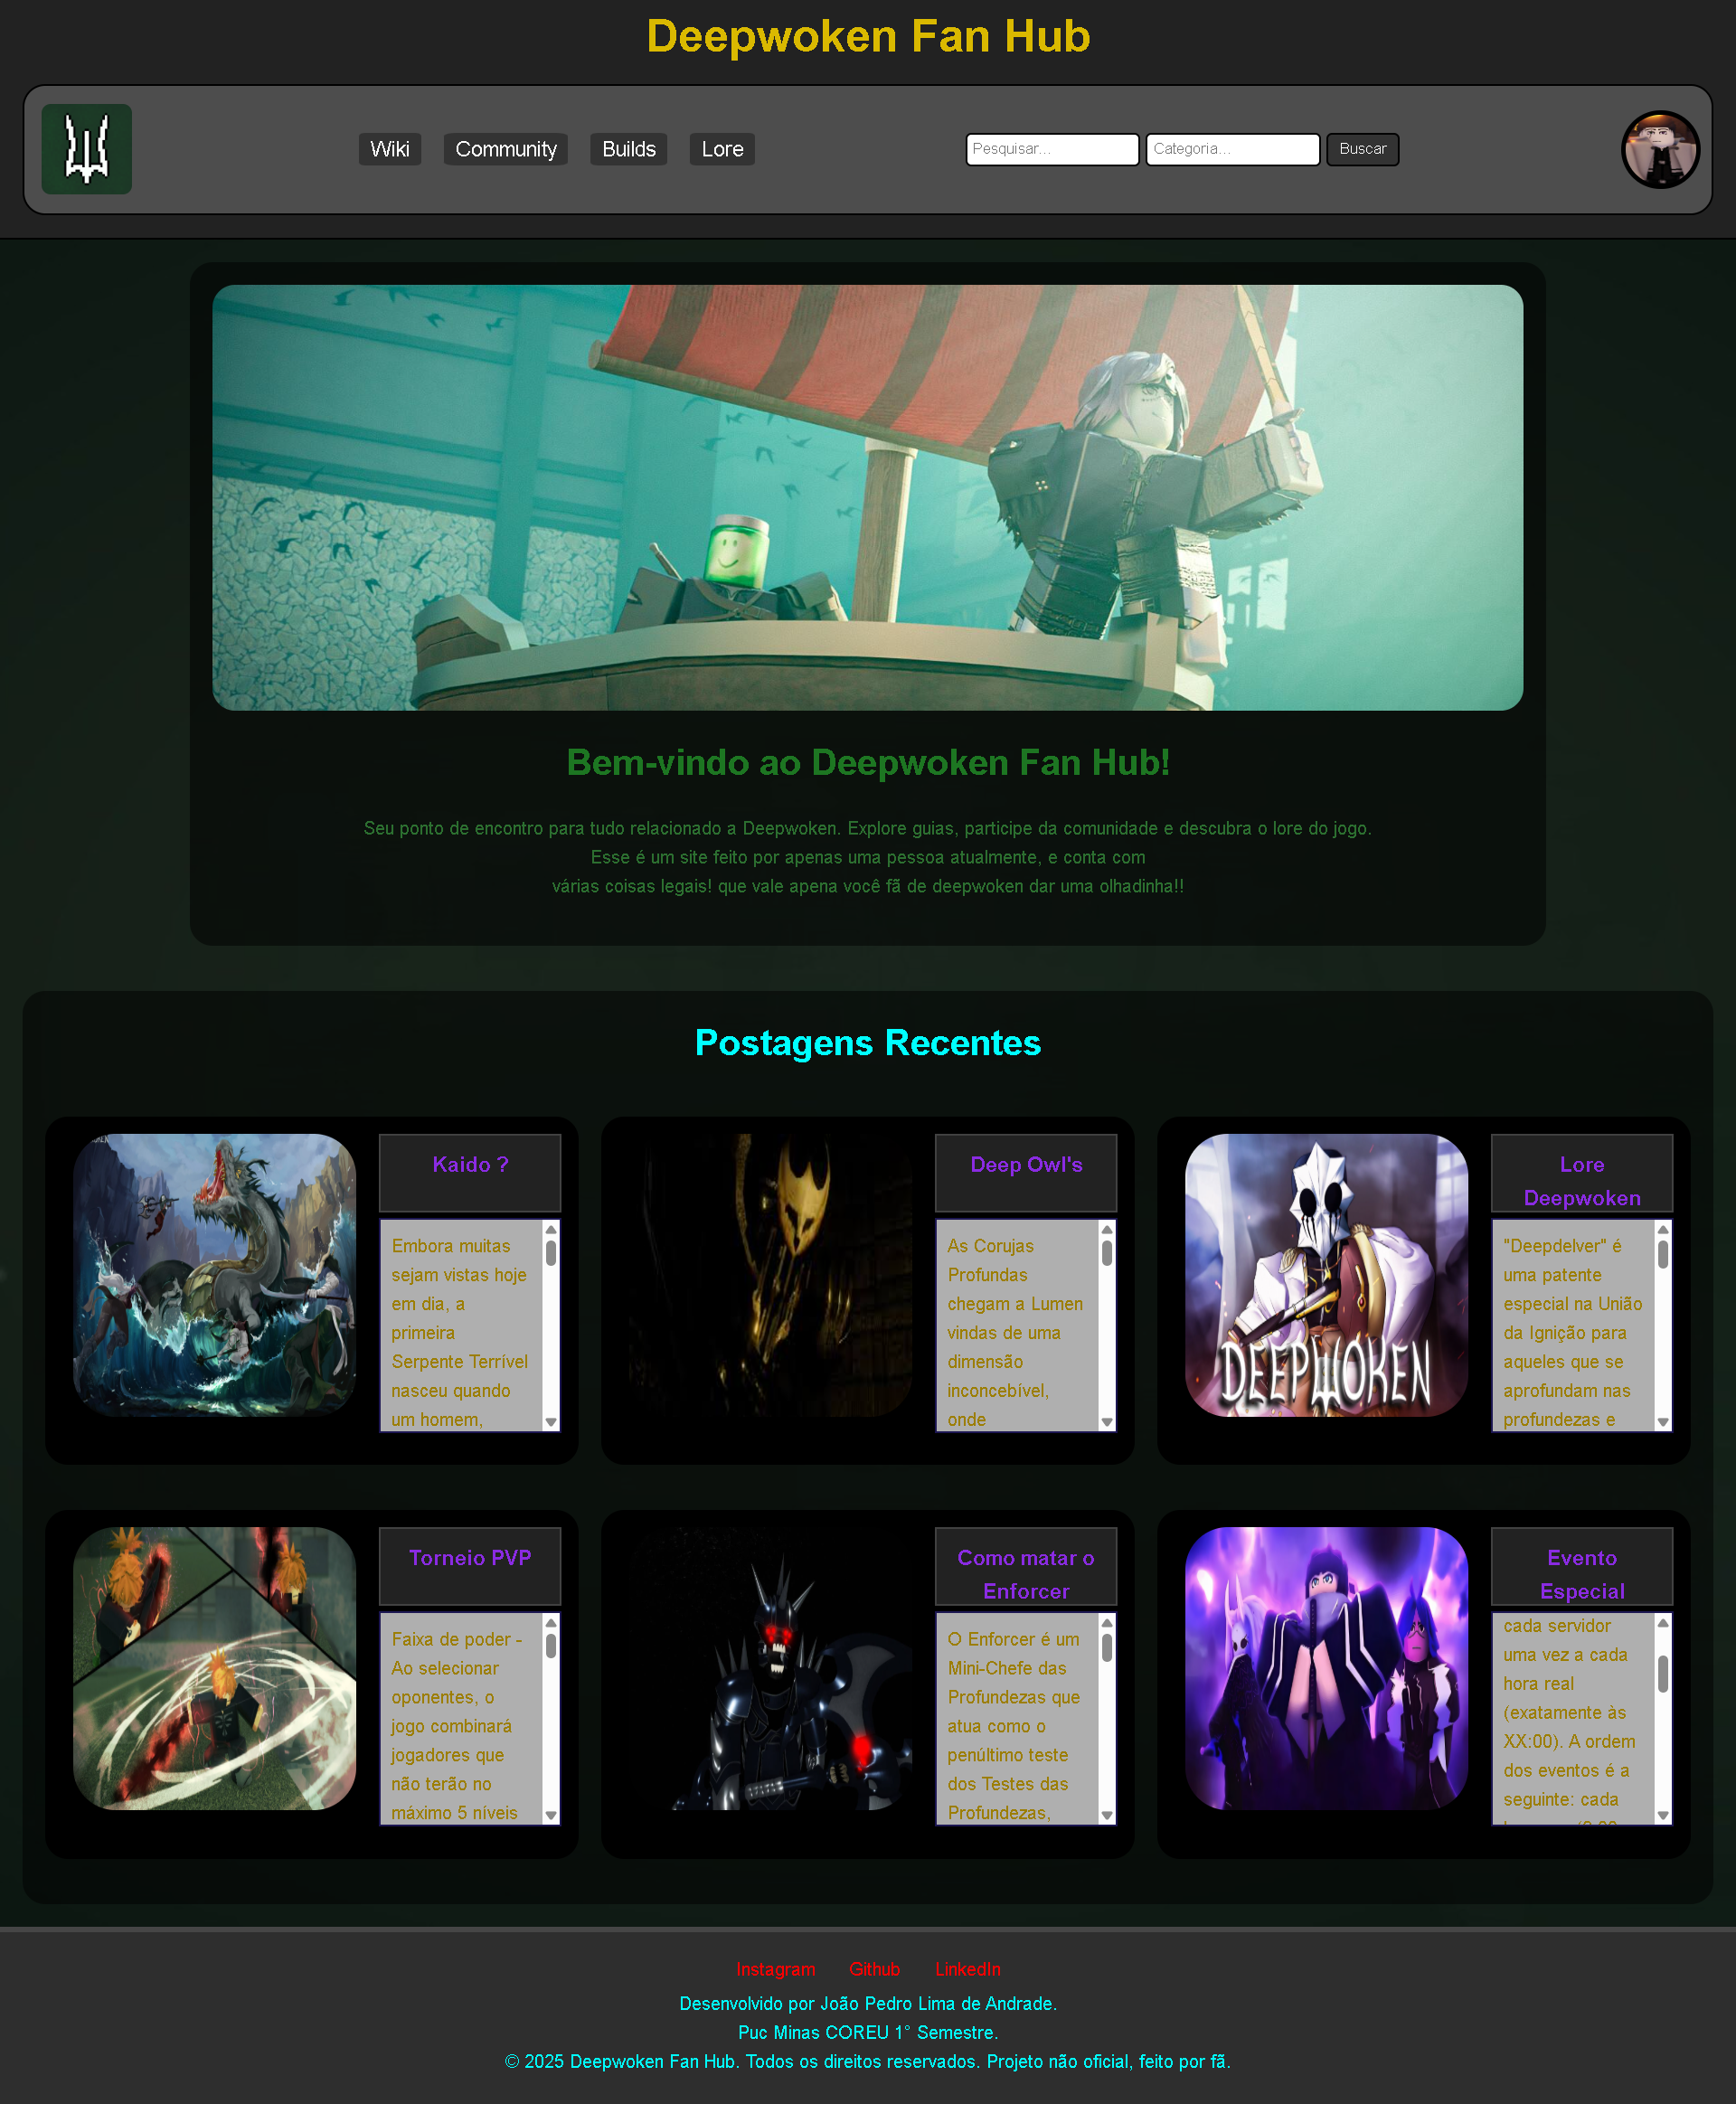 Deepwoken Fan Hub
Wiki
Community
Builds
Lore
Pesquisar...
Categoria...
Buscar
Bem-vindo ao Deepwoken Fan Hub!
Seu ponto de encontro para tudo relacionado a Deepwoken. Explore guias, participe da comunidade e descubra o lore do jogo.
Esse é um site feito por apenas uma pessoa atualmente, e conta com
várias coisas legais! que vale apena você fã de deepwoken dar uma olhadinha!!
Postagens Recentes
Kaido ?
Embora muitas
sejam vistas hoje
em dia, a
primeira
Serpente Terrível
nasceu quando
um homem,
Deep Owl's
As Corujas
Profundas
chegam a Lumen
vindas de uma
dimensão
inconcebível,
onde
DEEPWOKEN
Lore
Deepwoken
"Deepdelver" é
uma patente
especial na União
da Ignição para
aqueles que se
aprofundam nas
profundezas e
Torneio PVP
Faixa de poder -
Ao selecionar
oponentes, o
jogo combinará
jogadores que
não terão no
máximo 5 níveis
Como matar o
Enforcer
O Enforcer é um
Mini-Chefe das
Profundezas que
atua como o
penúltimo teste
dos Testes das
Profundezas,
Evento
Especial
cada servidor
uma vez a cada
hora real
(exatamente às
XX:00). A ordem
dos eventos é a
seguinte: cada
Instagram
Github
LinkedIn
Desenvolvido por João Pedro Lima de Andrade.
Puc Minas COREU 1° Semestre.
© 2025 Deepwoken Fan Hub. Todos os direitos reservados. Projeto não oficial, feito por fã.